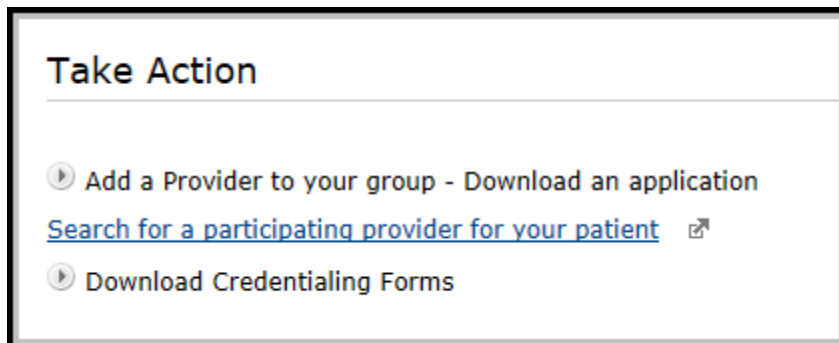 Take Action
Add a Provider to your group - Download an application
Search for a participating provider for your patient
Download Credentialing Forms